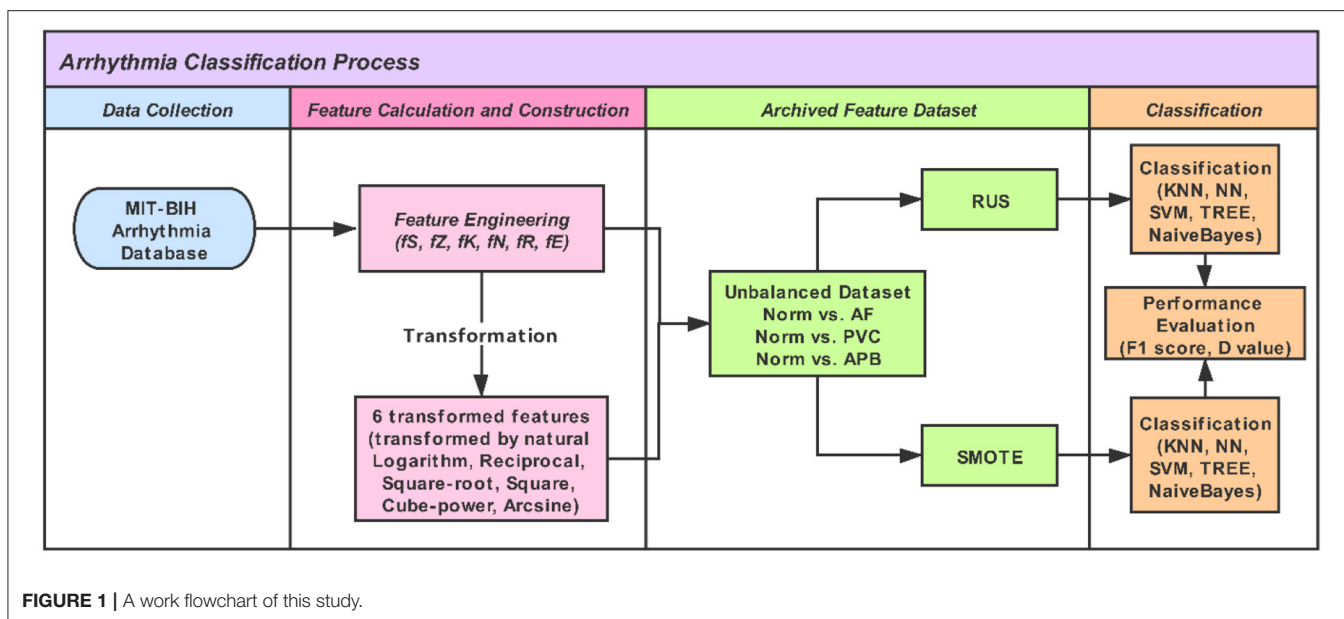 Arrhythmia Classification Process
Data Collection
Feature Calculation and Construction
Archived Feature Dataset
Classification
MIT-BIH
Arrhythmia
Database
Feature Engineering
(fS, fZ, fK, fN, fR, fE)
Transformation
6 transformed features
(transformed by natural
Logarithm, Reciprocal,
Square-root, Square,
Cube-power, Arcsine)
Unbalanced Dataset
Norm vs. AF
Norm vs. PVC
Norm vs. APB
RUS
SMOTE
Classification
(KNN, NN,
SVM, TREE,
NaiveBayes)
Performance
Evaluation
(F1 score, D value)
Classification
(KNN, NN,
SVM, TREE,
NaiveBayes)
FIGURE 1 | A work flowchart of this study.